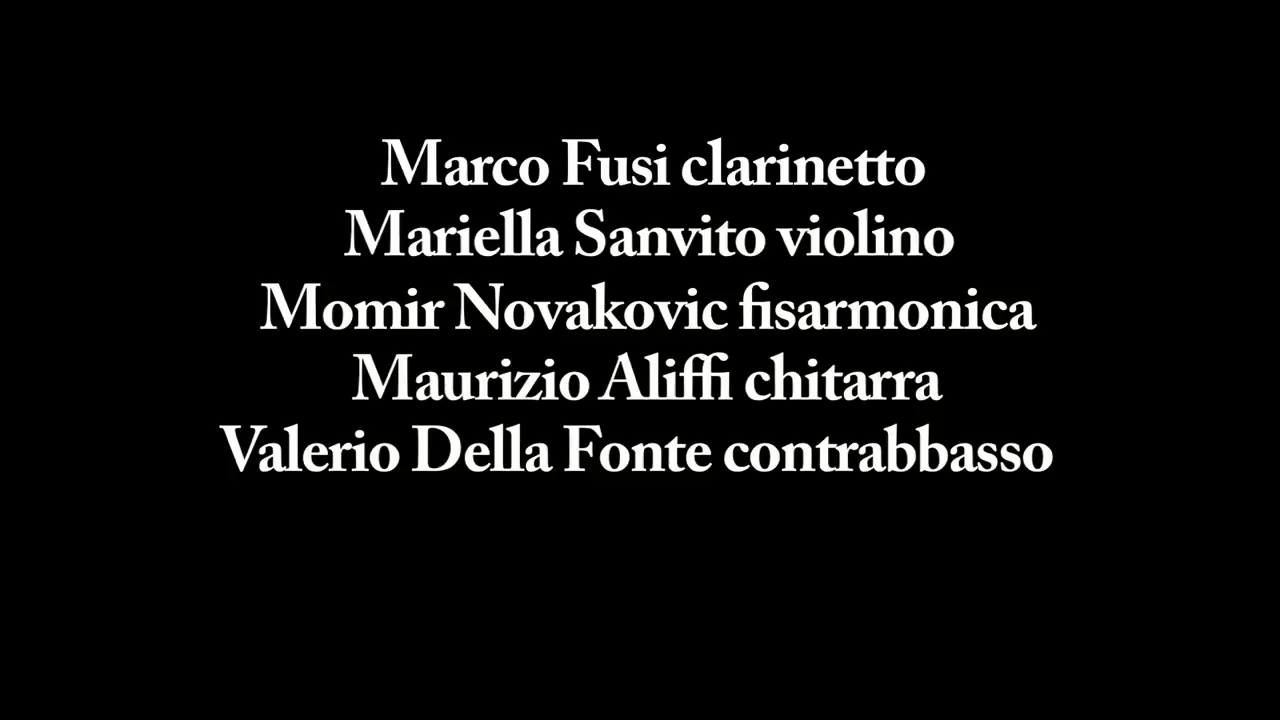 Marco Fusi clarinetto
Mariella Sanvito violino
Momir Novakovic fisarmonica
Maurizio Aliffi chitarra
Valerio Della Fonte contrabbasso